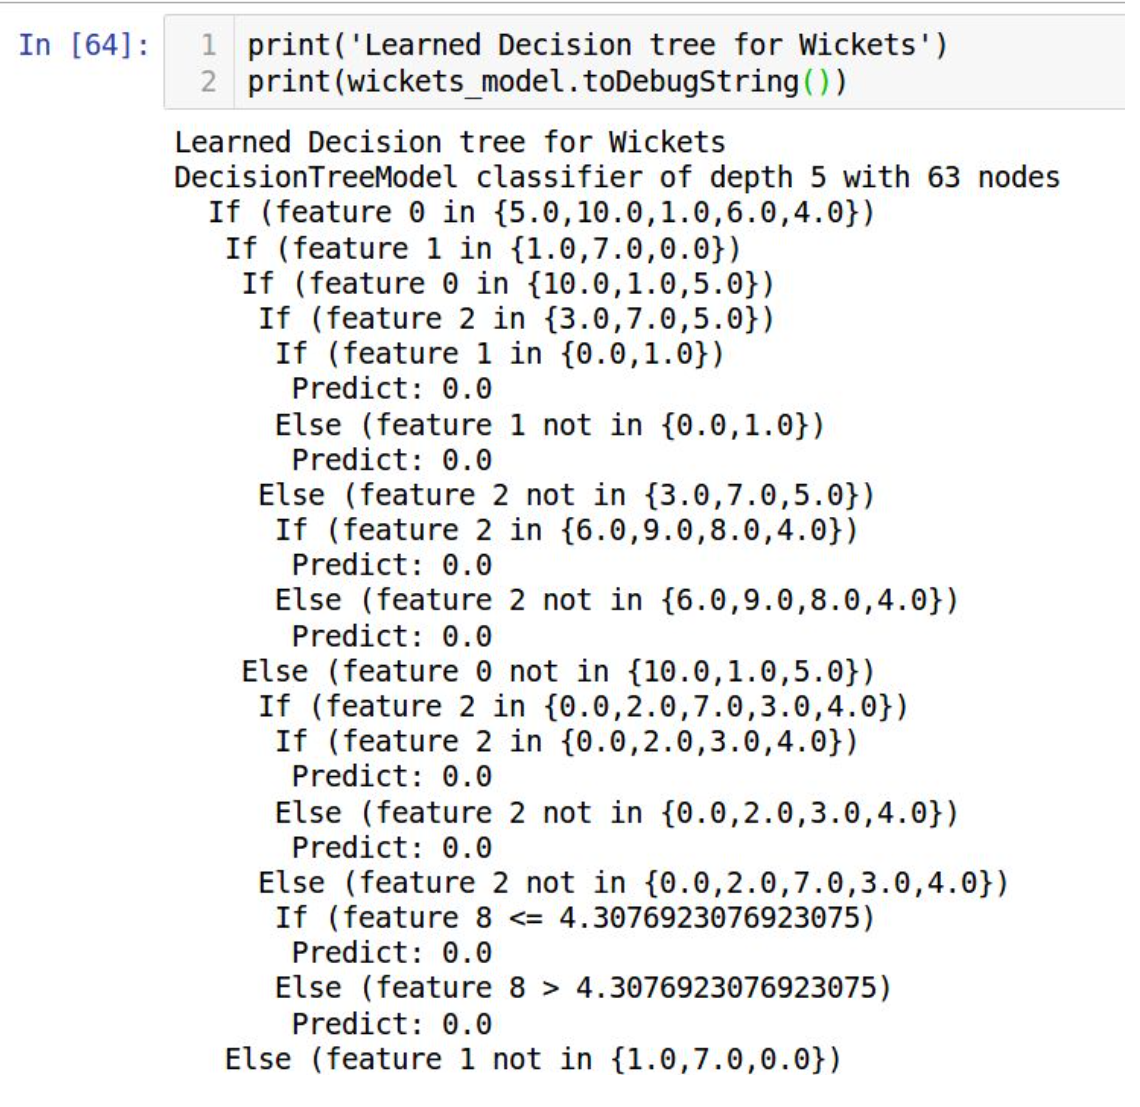 In [64]:
1 print('Learned Decision tree for Wickets')
2 print(wickets_model.toDebugString())
Learned Decision tree for Wickets
DecisionTreeModel classifier of depth 5 with 63 nodes
If (feature 0 in {5.0,10.0,1.0,6.0,4.0})
If (feature 1 in {1.0,7.0,0.0})
If (feature 0 in {10.0,1.0,5.0})
If (feature 2 in {3.0,7.0,5.0})
If (feature 1 in {0.0,1.0})
Predict: 0.0
Else (feature 1 not in {0.0,1.0})
Predict: 0.0
Else (feature 2 not in {3.0,7.0,5.0})
If (feature 2 in {6.0,9.0,8.0,4.0})
Predict: 0.0
Else (feature 2 not in {6.0,9.0,8.0,4.0})
Predict: 0.0
Else (feature 0 not in {10.0,1.0,5.0})
If (feature 2 in {0.0,2.0,7.0,3.0,4.0})
If (feature 2 in {0.0,2.0,3.0,4.0})
Predict: 0.0
Else (feature 2 not in {0.0,2.0,3.0,4.0})
Predict: 0.0
Else (feature 2 not in {0.0,2.0,7.0,3.0,4.0})
If (feature 8 <= 4.3076923076923075)
Predict: 0.0
Else (feature 8 > 4.3076923076923075)
Predict: 0.0
Else (feature 1 not in {1.0,7.0,0.0})